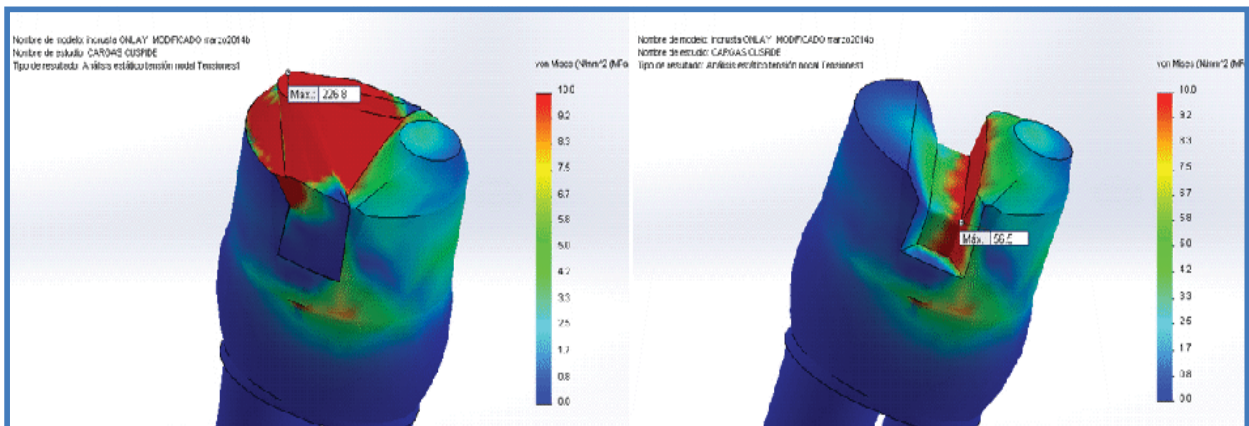 Nombre de modelo: incrusta ONLAY MODIFICADO marzo2014b
Nombre de estudio: CARGAS CUSPIDE
Tipo de resultado: Análisis estático tensión nodal Tensiones1
von Mises (N/mm^2 (MPa
Máx.: 226.8
10.0
9.2
8.3
7.5
6.7
5.8
5.0
4.2
3.3
2.5
1.7
0.8
0.0
Nombre de modelo: incrusta ONLAY MODIFICADO marzo2014b
Nombre de estudio: CARGAS CUSPIDE
Tipo de resultado: Análisis estático tensión nodal Tensiones1
von Mises (N/mm^2 (MP
Máx.: 56.5
10.0
9.2
8.3
7.5
6.7
5.8
5.0
4.2
3.3
2.5
1.7
0.8
0.0